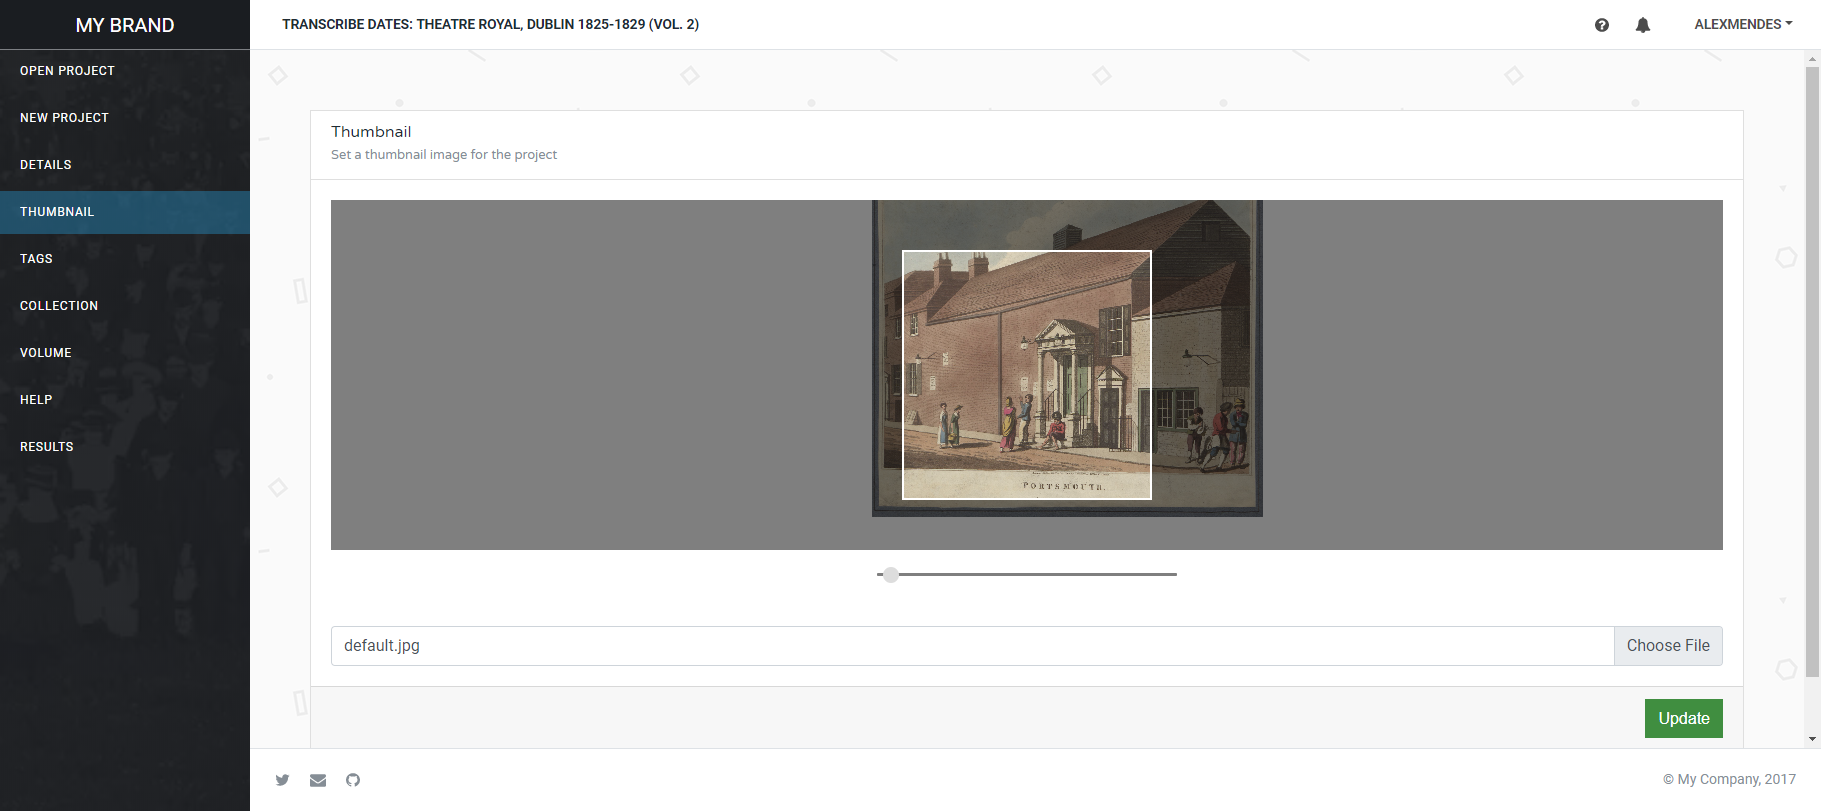 MY BRAND
TRANSCRIBE DATES: THEATRE ROYAL, DUBLIN 1825-1829 (VOL. 2)
ALEXMENDES
OPEN PROJECT
NEW PROJECT
DETAILS
THUMBNAIL
TAGS
COLLECTION
VOLUME
HELP
RESULTS
Thumbnail
Set a thumbnail image for the project
PORTSMOUTH.
default.jpg
Choose File
Update
© My Company, 2017